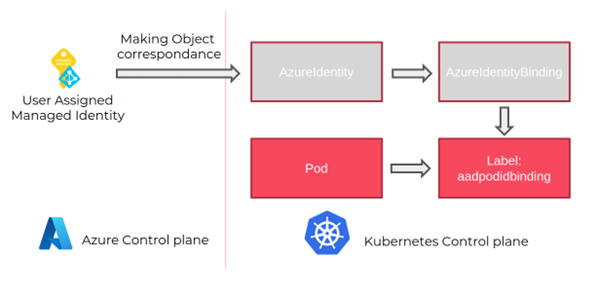 Making Object
correspondance
AzureIdentity
AzureIdentityBinding
User Assigned
Managed Identity
Pod
Label:
aadpodidbinding
Azure Control plane
Kubernetes Control plane